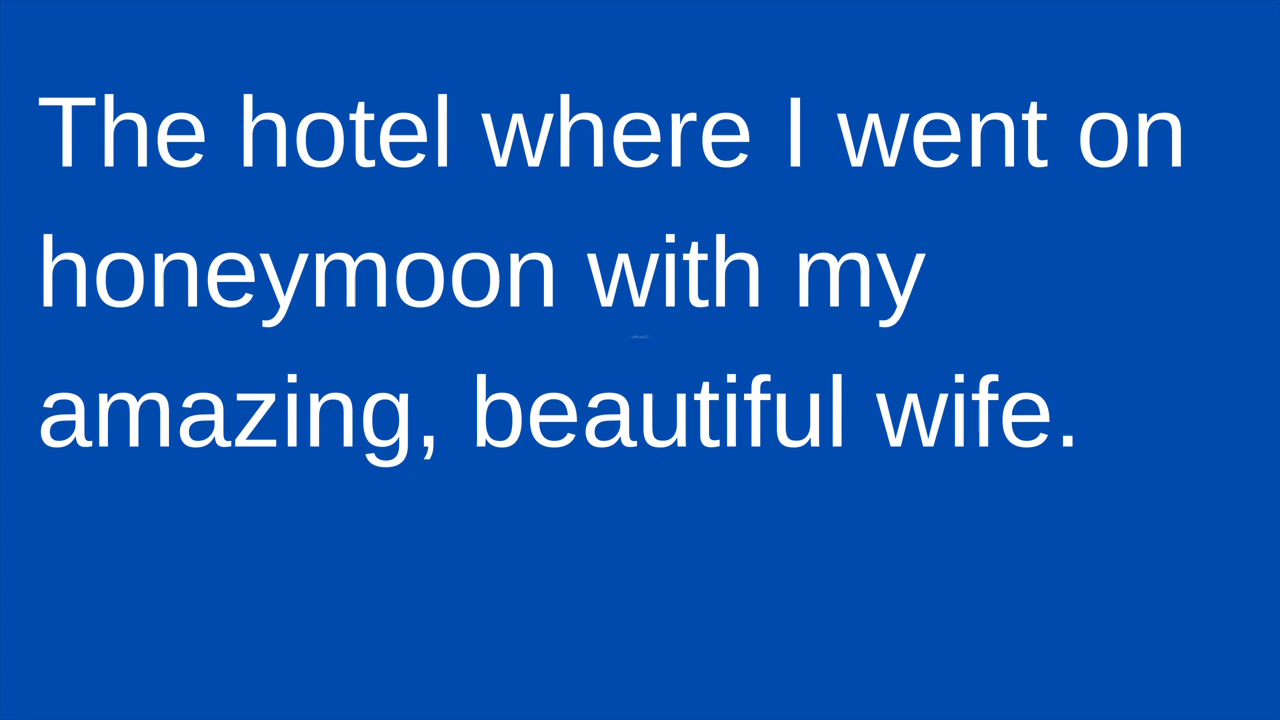 The hotel where I went on
honeymoon with my
amazing, beautiful wife.